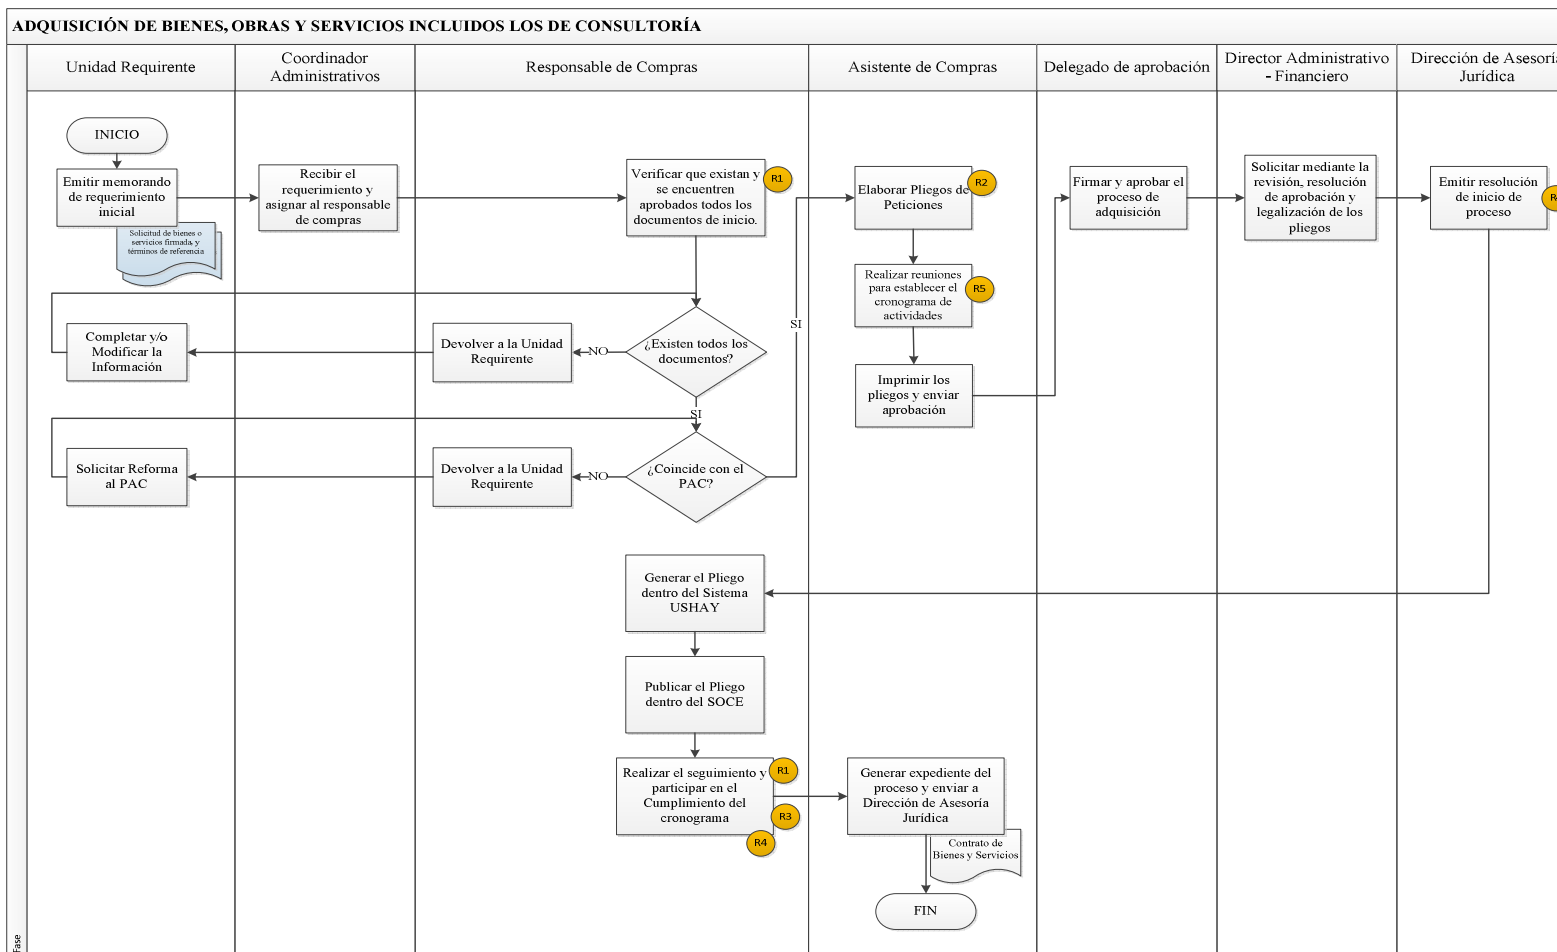 ADQUISICIÓN DE BIENES, OBRAS Y SERVICIOS INCLUIDOS LOS DE CONSULTORÍA
Unidad Requirente
Coordinador
Administrativos
Responsable de Compras
Asistente de Compras
Delegado de aprobación
Director Administrativo
- Financiero
Dirección de Asesoría
Jurídica
INICIO
Emitir memorando
de requerimiento
inicial
Solicitud de bienes o
servicios firmada, y
términos de referencia
Recibir el
requerimiento y
asignar al responsable
de compras
Verificar que existan y
se encuentren
aprobados todos los
documentos de inicio.
R1
Elaborar Pliegos de
Peticiones
R2
Firmar y aprobar el
proceso de
adquisición
Solicitar mediante la
revisión, resolución
de aprobación y
legalización de los
pliegos
Emitir resolución
de inicio de
proceso
Realizar reuniones
para establecer el
cronograma de
actividades
R5
SI
Completar y/o
Modificar la
Información
Devolver a la Unidad
Requirente
NO
¿Existen todos los
documentos?
Imprimir los
pliegos y enviar
aprobación
SI
Solicitar Reforma
al PAC
Devolver a la Unidad
Requirente
NO
¿Coincide con el
PAC?
Generar el Pliego
dentro del Sistema
USHAY
Publicar el Pliego
dentro del SOCE
Realizar el seguimiento y
participar en el
Cumplimiento del
cronograma
R1
R3
R4
Generar expediente del
proceso y enviar a
Dirección de Asesoría
Jurídica
Contrato de
Bienes y Servicios
FIN
Fase